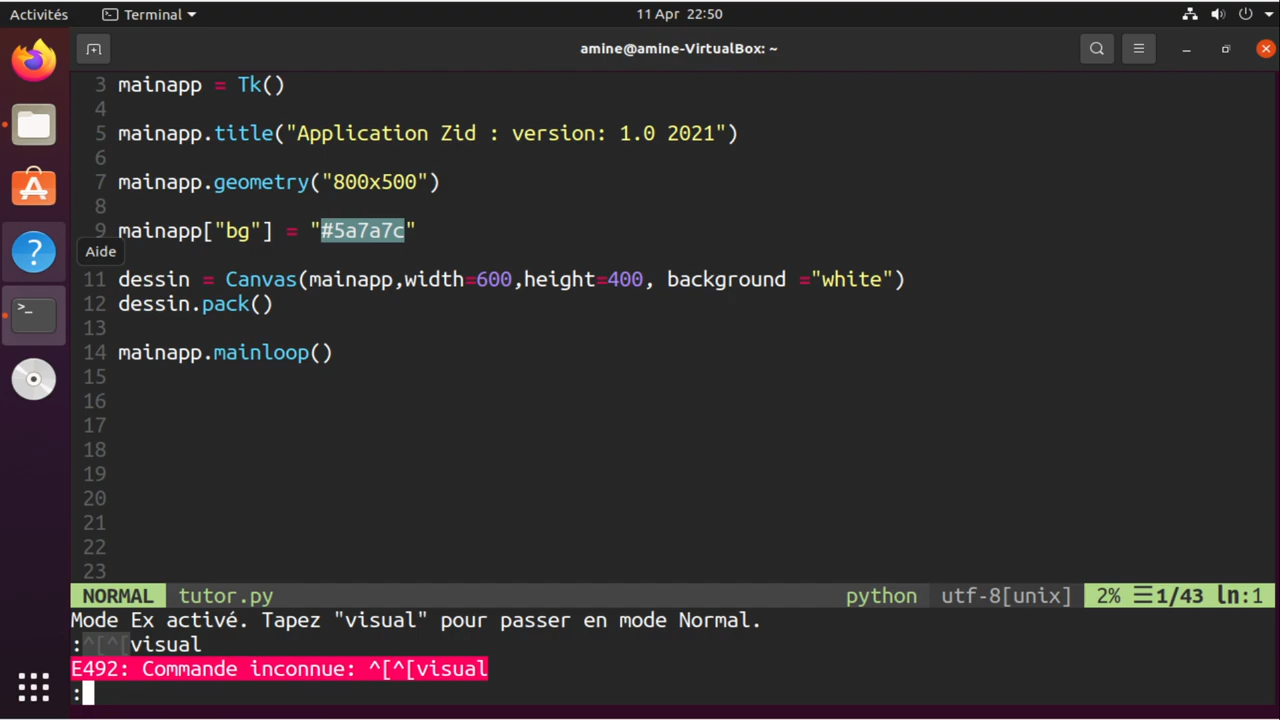 Activités
Terminal
11 Apr 22:50
amine@amine-VirtualBox: ~
3 mainapp = Tk()
4
5 mainapp.title("Application Zid : version: 1.0 2021")
6
7 mainapp.geometry("800x500")
8
9 mainapp["bg"] = "#5a7a7c"
Aide
11 dessin = Canvas(mainapp,width=600,height=400, background ="white")
12 dessin.pack()
13
14 mainapp.mainloop()
15
16
17
18
19
20
21
22
23
NORMAL tutor.py python utf-8[unix] 2% ☰1/43 ln:1
Mode Ex activé. Tapez "visual" pour passer en mode Normal.
:^[^[visual
E492: Commande inconnue: ^[^[visual
: